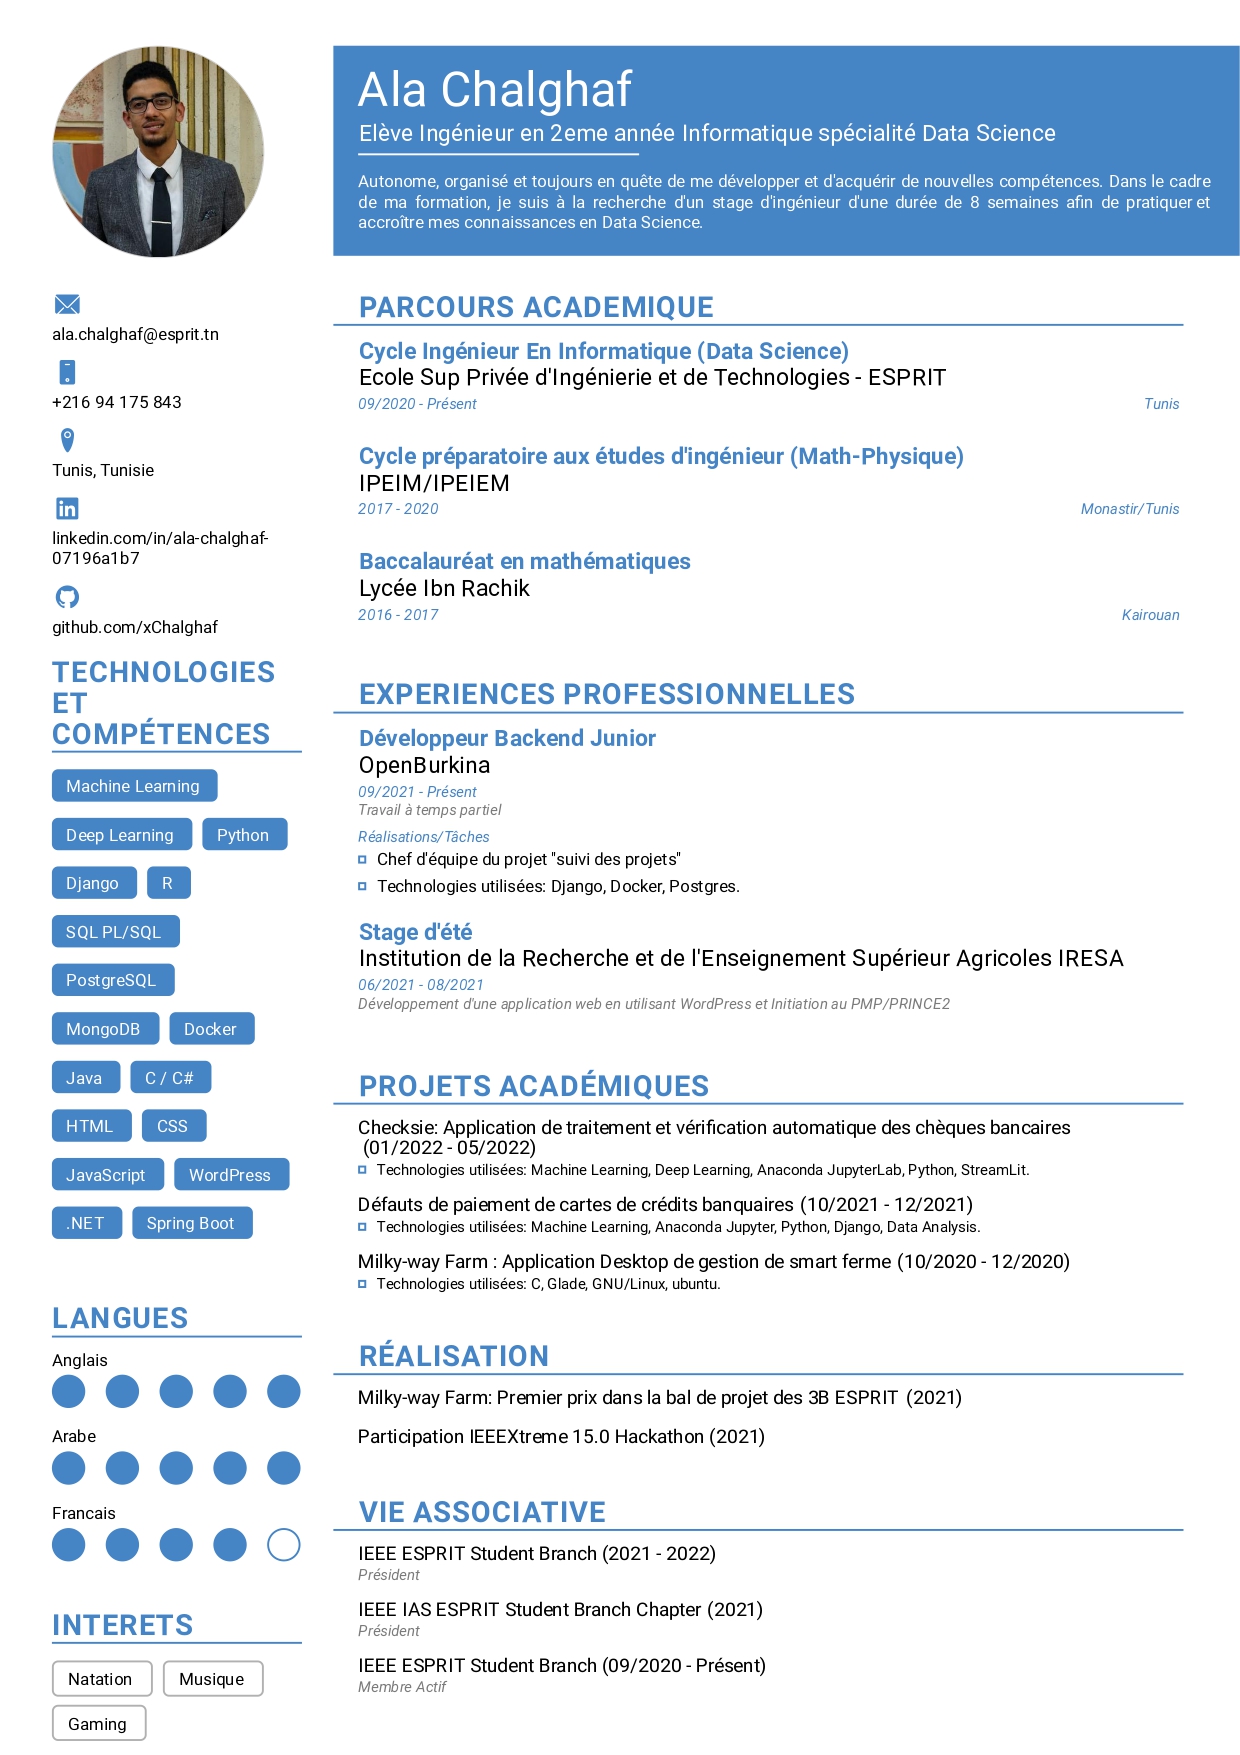 Ala Chalghaf
Elève Ingénieur en 2eme année Informatique spécialité Data Science
Autonome, organisé et toujours en quête de me développer et d'acquérir de nouvelles compétences. Dans le cadre
de ma formation, je suis à la recherche d'un stage d'ingénieur d'une durée de 8 semaines afin de pratiquer et
accroître mes connaissances en Data Science.
ala.chalghaf@esprit.tn
+216 94 175 843
Tunis, Tunisie
linkedin.com/in/ala-chalghaf-
07196a1b7
github.com/xChalghaf
TECHNOLOGIES
ET
COMPÉTENCES
Machine Learning
Deep Learning Python
Django R
SQL PL/SQL
PostgreSQL
MongoDB Docker
Java C / C#
HTML CSS
JavaScript WordPress
.NET Spring Boot
LANGUES
Anglais
Arabe
Francais
INTERETS
Natation Musique
Gaming
PARCOURS ACADEMIQUE
Cycle Ingénieur En Informatique (Data Science)
Ecole Sup Privée d'Ingénierie et de Technologies - ESPRIT
09/2020 - Présent Tunis
Cycle préparatoire aux études d'ingénieur (Math-Physique)
IPEIM/IPEIEM
2017 - 2020 Monastir/Tunis
Baccalauréat en mathématiques
Lycée Ibn Rachik
2016 - 2017 Kairouan
EXPERIENCES PROFESSIONNELLES
Développeur Backend Junior
OpenBurkina
09/2021 - Présent
Travail à temps partiel
Réalisations/Tâches
Chef d'équipe du projet "suivi des projets"
Technologies utilisées: Django, Docker, Postgres.
Stage d'été
Institution de la Recherche et de l'Enseignement Supérieur Agricoles IRESA
06/2021 - 08/2021
Développement d'une application web en utilisant WordPress et Initiation au PMP/PRINCE2
PROJETS ACADÉMIQUES
Checksie: Application de traitement et vérification automatique des chèques bancaires
(01/2022 - 05/2022)
Technologies utilisées: Machine Learning, Deep Learning, Anaconda JupyterLab, Python, StreamLit.
Défauts de paiement de cartes de crédits banquaires (10/2021 - 12/2021)
Technologies utilisées: Machine Learning, Anaconda Jupyter, Python, Django, Data Analysis.
Milky-way Farm : Application Desktop de gestion de smart ferme (10/2020 - 12/2020)
Technologies utilisées: C, Glade, GNU/Linux, ubuntu.
RÉALISATION
Milky-way Farm: Premier prix dans la bal de projet des 3B ESPRIT (2021)
Participation IEEEXtreme 15.0 Hackathon (2021)
VIE ASSOCIATIVE
IEEE ESPRIT Student Branch (2021 - 2022)
Président
IEEE IAS ESPRIT Student Branch Chapter (2021)
Président
IEEE ESPRIT Student Branch (09/2020 - Présent)
Membre Actif